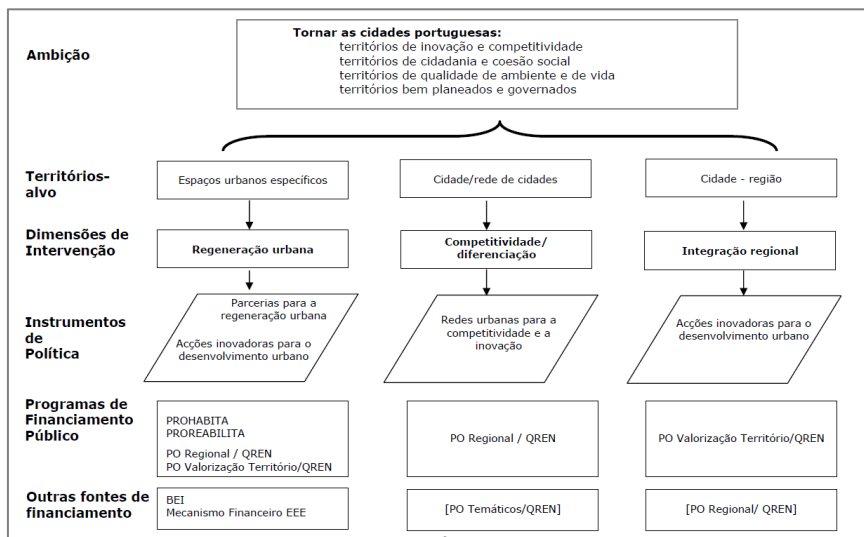 Ambição
Tornar as cidades portuguesas:
territórios de inovação e competitividade
territórios de cidadania e coesão social
territórios de qualidade de ambiente e de vida
territórios bem planeados e governados
Territórios-
alvo
Espaços urbanos específicos
Cidade/rede de cidades
Cidade - região
Dimensões de
Intervenção
Regeneração urbana
Competitividade/
diferenciação
Integração regional
Instrumentos
de
Política
Parcerias para a
regeneração urbana
Acções inovadoras para o
desenvolvimento urbano
Redes urbanas para a
competitividade e a
inovação
Acções inovadoras para o
desenvolvimento urbano
Programas de
Financiamento
Público
PROHABITA
PROREABILITA
PO Regional / QREN
PO Valorização Território/QREN
PO Regional / QREN
PO Valorização Território/QREN
Outras fontes de
financiamento
BEI
Mecanismo Financeiro EEE
[PO Temáticos/QREN]
[PO Regional/ QREN]